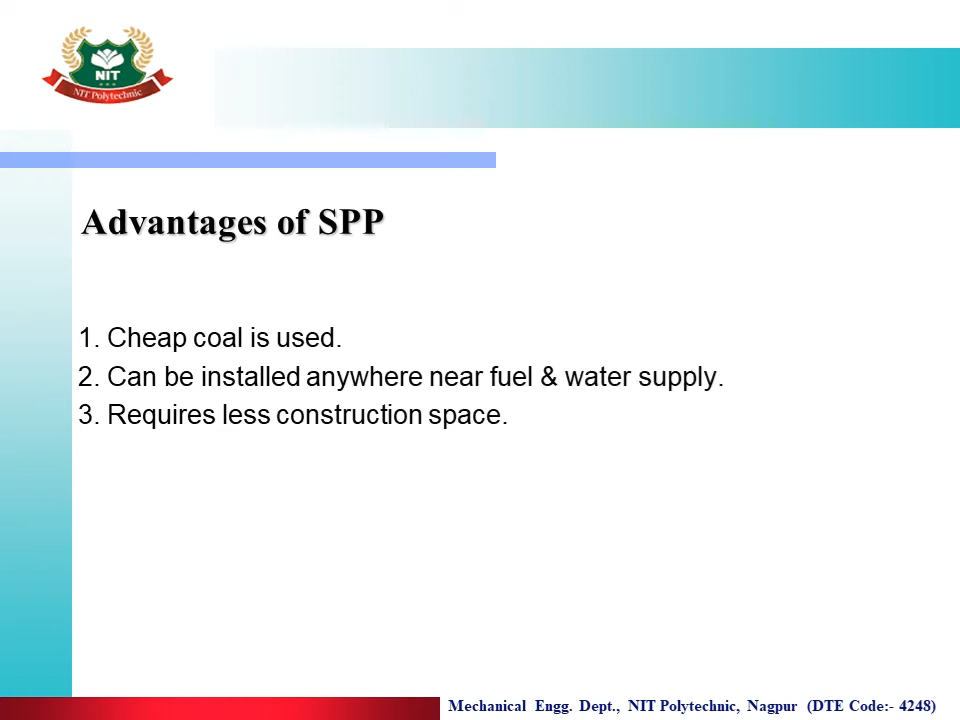 NIT
NIT Polytechnic
Advantages of SPP
1. Cheap coal is used.
2. Can be installed anywhere near fuel & water supply.
3. Requires less construction space.
Mechanical Engg. Dept., NIT Polytechnic, Nagpur (DTE Code:- 4248)